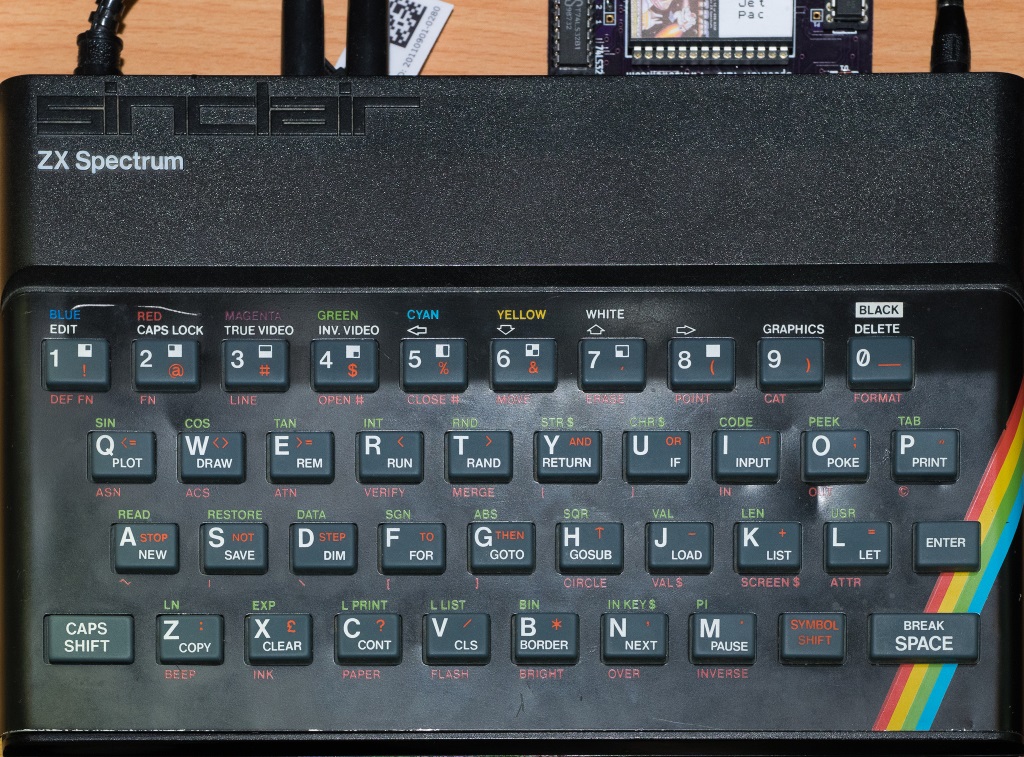 Jet
Pac
ID: 20110901-0280
74LS32
sinclair
ZX Spectrum
BLUE RED MAGENTA GREEN CYAN YELLOW WHITE BLACK
EDIT CAPS LOCK TRUE VIDEO INV. VIDEO GRAPHICS DELETE
1 ! 2 @ 3 # 4 $ 5 % 6 & 7 ' 8 ( 9 ) 0 _
DEF FN FN LINE OPEN # CLOSE # MOVE ERASE POINT CAT FORMAT
SIN COS TAN INT RND STR $ CHR $ CODE PEEK TAB
Q <= W <> E >= R < T > Y AND U OR I AT O ; P "
PLOT DRAW REM RUN RAND RETURN IF INPUT POKE PRINT
ASN ACS ATN VERIFY MERGE [ ] IN OUT ©
READ RESTORE DATA SGN ABS SQR VAL LEN USR
A STOP S NOT D STEP F TO G THEN H ↑ J − K + L = ENTER
NEW SAVE DIM FOR GOTO GOSUB LOAD LIST LET
~ | \ { } CIRCLE VAL $ SCREEN $ ATTR
LN EXP L PRINT L LIST BIN IN KEY $ PI
CAPS SHIFT Z : X £ C ? V / B * N , M . SYMBOL SHIFT BREAK SPACE
COPY CLEAR CONT CLS BORDER NEXT PAUSE
BEEP INK PAPER FLASH BRIGHT OVER INVERSE